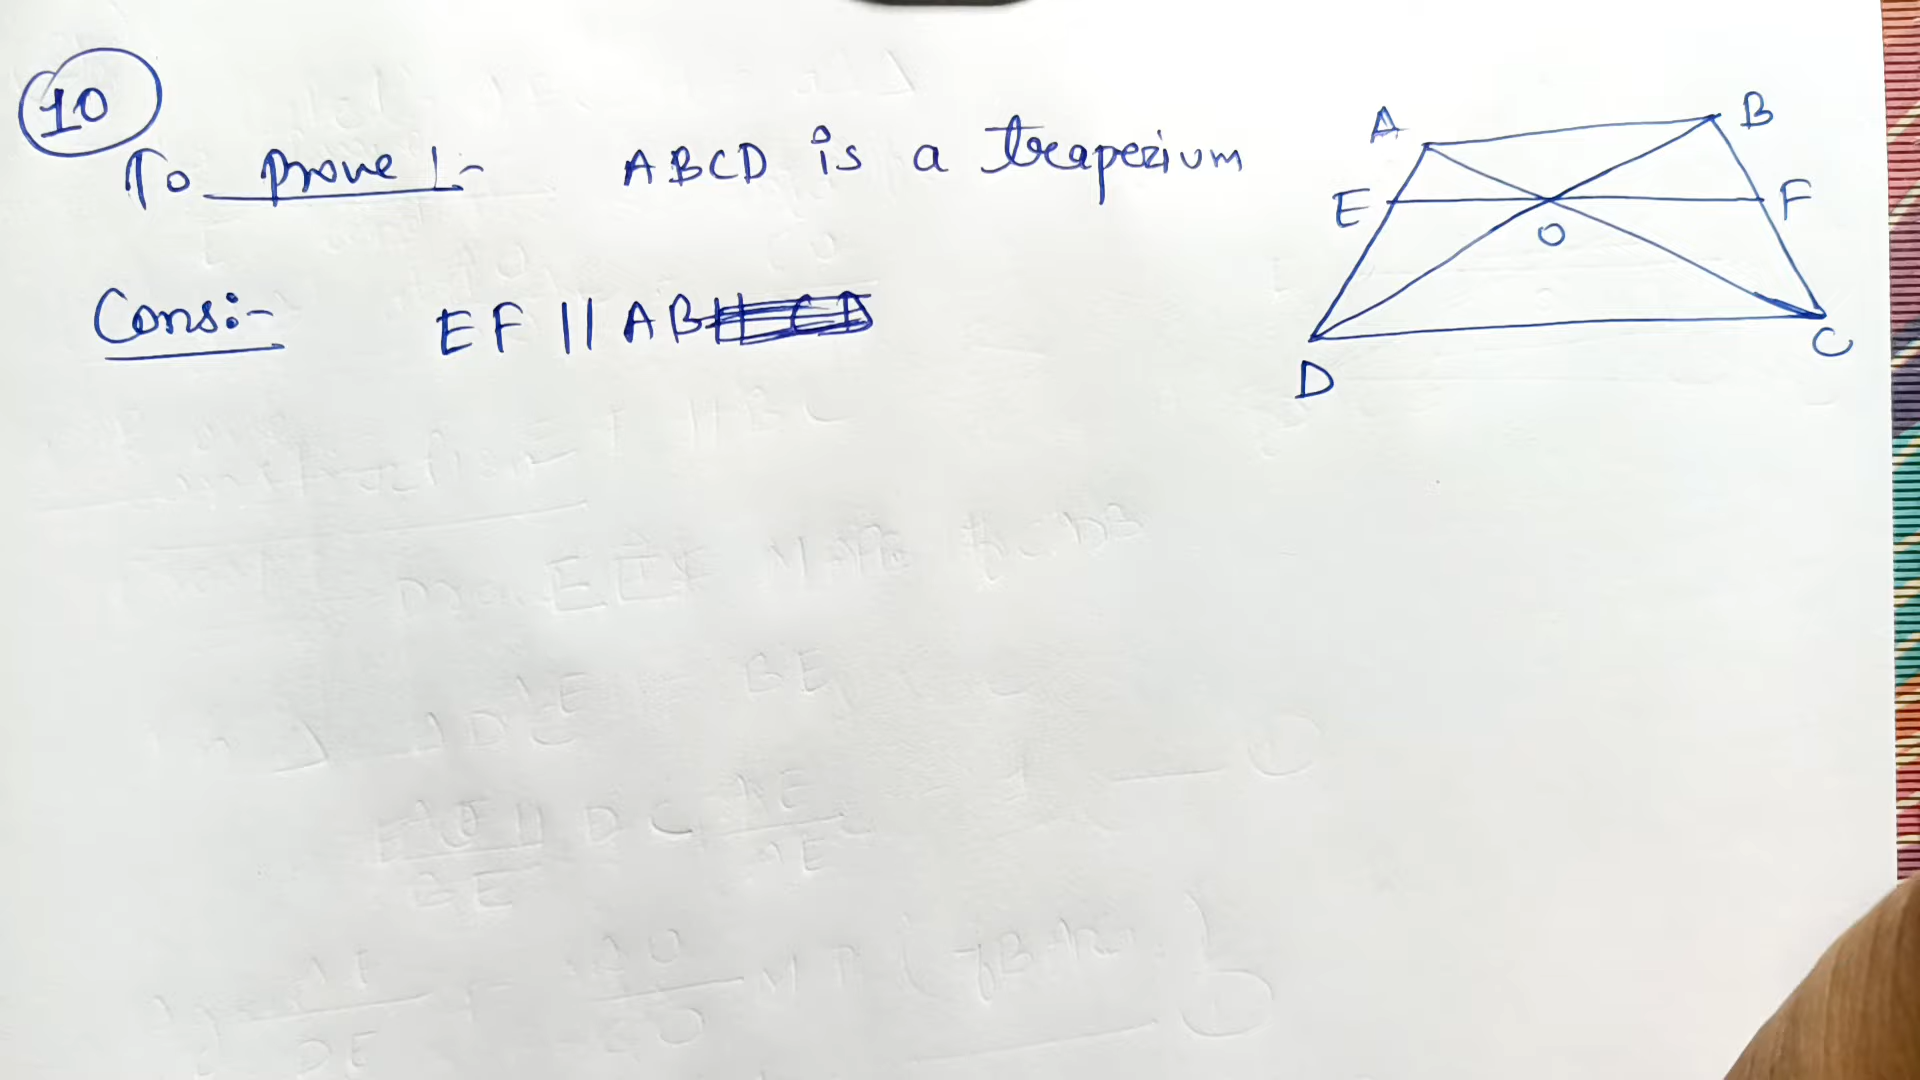 10
To prove :- ABCD is a trapezium
Cons:- EF || AB
A
B
E
F
O
D
C